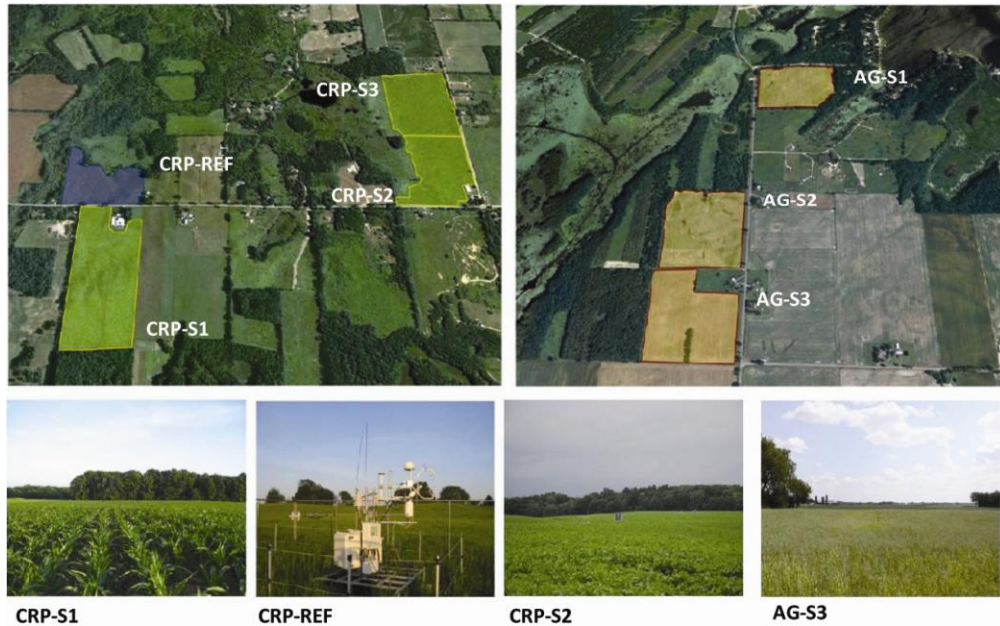 CRP-S3
CRP-REF
CRP-S2
CRP-S1
AG-S1
AG-S2
AG-S3
CRP-S1
CRP-REF
CRP-S2
AG-S3